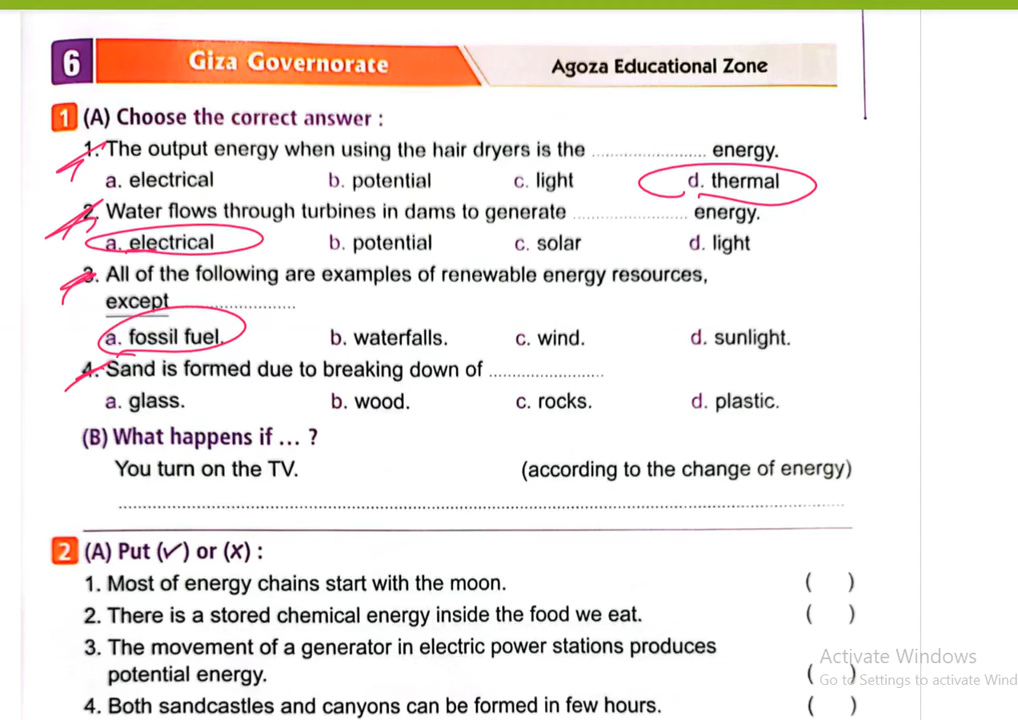 6 Giza Governorate Agoza Educational Zone
1 (A) Choose the correct answer :
1. The output energy when using the hair dryers is the ........................ energy.
a. electrical b. potential c. light d. thermal
2. Water flows through turbines in dams to generate ........................ energy.
a. electrical b. potential c. solar d. light
3. All of the following are examples of renewable energy resources,
except ........................
a. fossil fuel. b. waterfalls. c. wind. d. sunlight.
4. Sand is formed due to breaking down of ........................
a. glass. b. wood. c. rocks. d. plastic.
(B) What happens if ... ?
You turn on the TV. (according to the change of energy)
2 (A) Put (✓) or (x) :
1. Most of energy chains start with the moon. ( )
2. There is a stored chemical energy inside the food we eat. ( )
3. The movement of a generator in electric power stations produces
potential energy. ( )
4. Both sandcastles and canyons can be formed in few hours. ( )
Activate Windows
Go to Settings to activate Wind